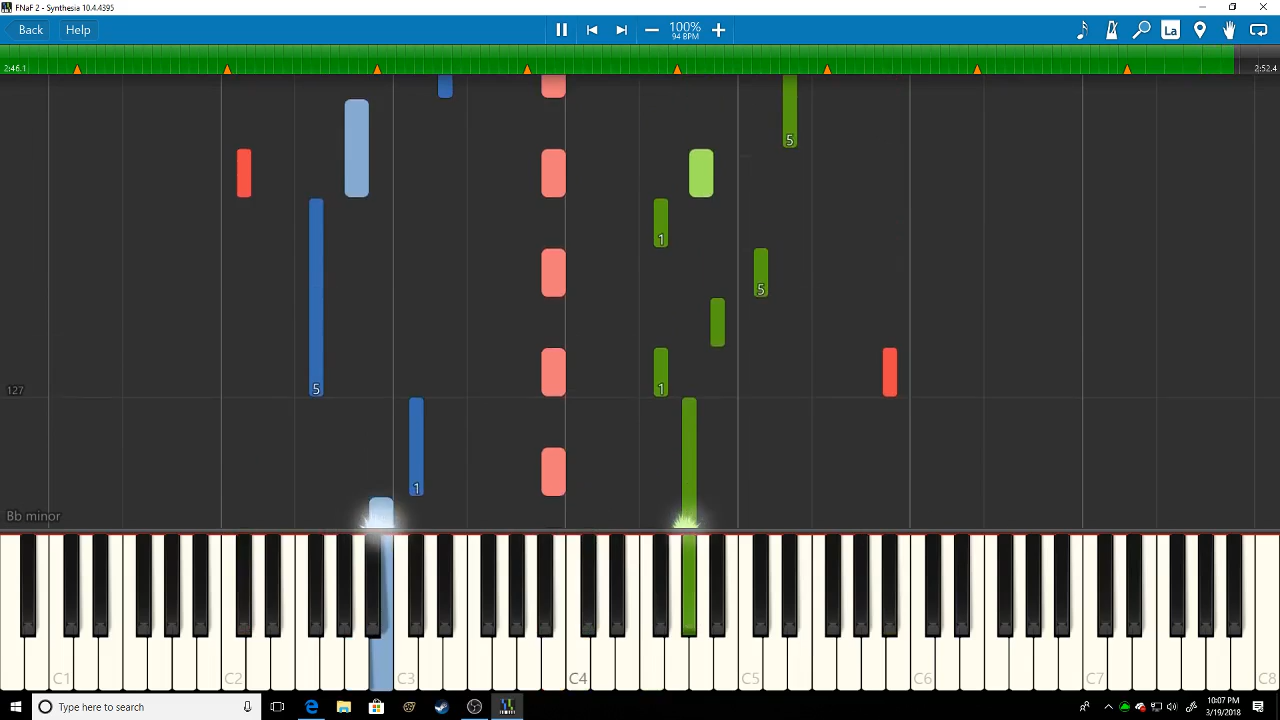 FNaF 2 - Synthesia 10.4.4395
Back
Help
100%
94 BPM
La
2:46.1
2:52.4
5
1
5
5
1
127
1
Bb minor
C1
C2
C3
C4
C5
C6
C7
C8
Type here to search
10:07 PM
3/19/2018